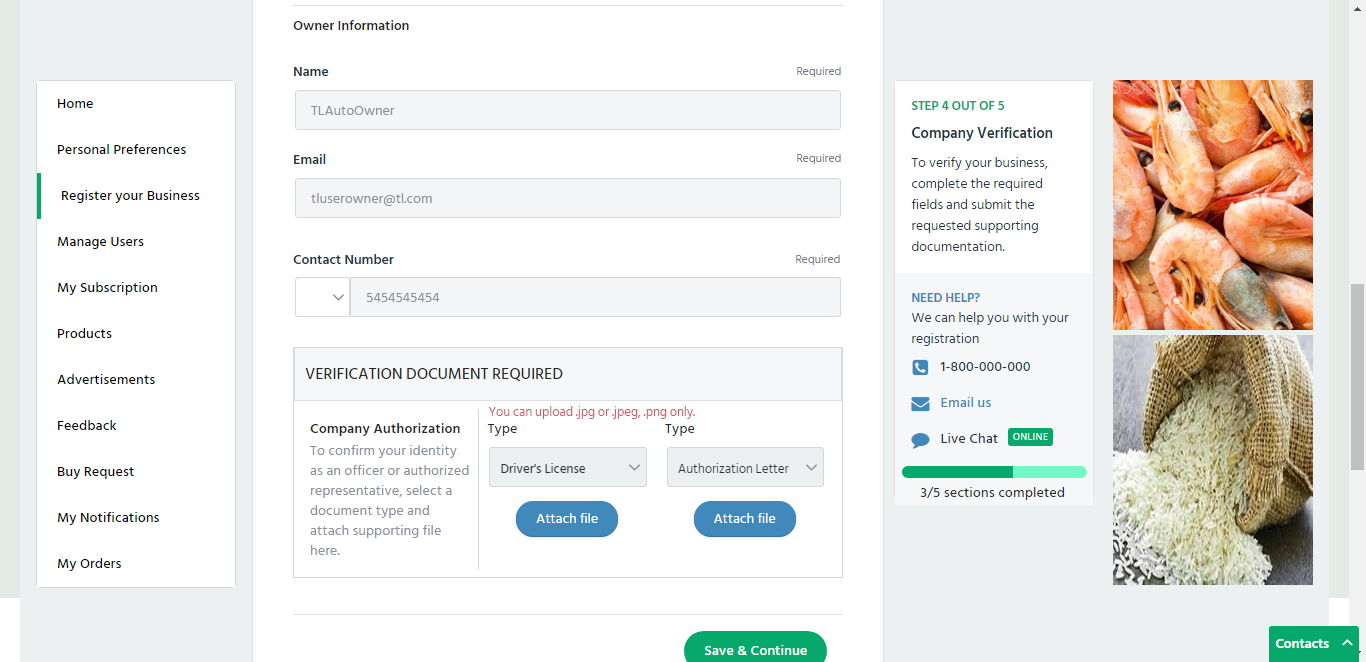 Home
Personal Preferences
Register your Business
Manage Users
My Subscription
Products
Advertisements
Feedback
Buy Request
My Notifications
My Orders
Owner Information
Name
Required
TLAutoOwner
Email
Required
tluserowner@tl.com
Contact Number
Required
5454545454
VERIFICATION DOCUMENT REQUIRED
Company Authorization
To confirm your identity
as an officer or authorized
representative, select a
document type and
attach supporting file
here.
You can upload .jpg or .jpeg, .png only.
Type
Type
Driver's License
Authorization Letter
Attach file
Attach file
Save & Continue
STEP 4 OUT OF 5
Company Verification
To verify your business,
complete the required
fields and submit the
requested supporting
documentation.
NEED HELP?
We can help you with your
registration
1-800-000-000
Email us
Live Chat
ONLINE
3/5 sections completed
Contacts